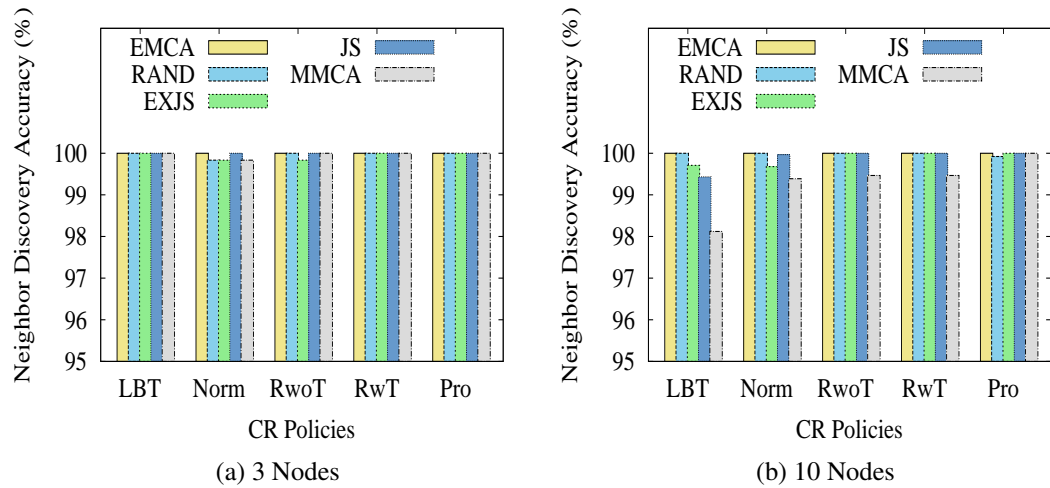 Neighbor Discovery Accuracy (%)
EMCA
RAND
EXJS
JS
MMCA
100
99
98
97
96
95
LBT Norm RwoT RwT Pro
CR Policies
(a) 3 Nodes
Neighbor Discovery Accuracy (%)
EMCA
RAND
EXJS
JS
MMCA
100
99
98
97
96
95
LBT Norm RwoT RwT Pro
CR Policies
(b) 10 Nodes